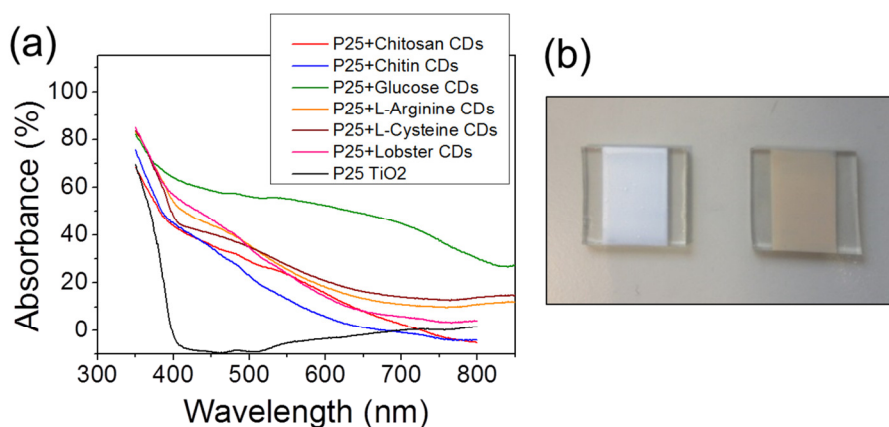 (a)
P25+Chitosan CDs
P25+Chitin CDs
P25+Glucose CDs
P25+L-Arginine CDs
P25+L-Cysteine CDs
P25+Lobster CDs
P25 TiO2
Absorbance (%)
100
80
60
40
20
0
300 400 500 600 700 800
Wavelength (nm)
(b)